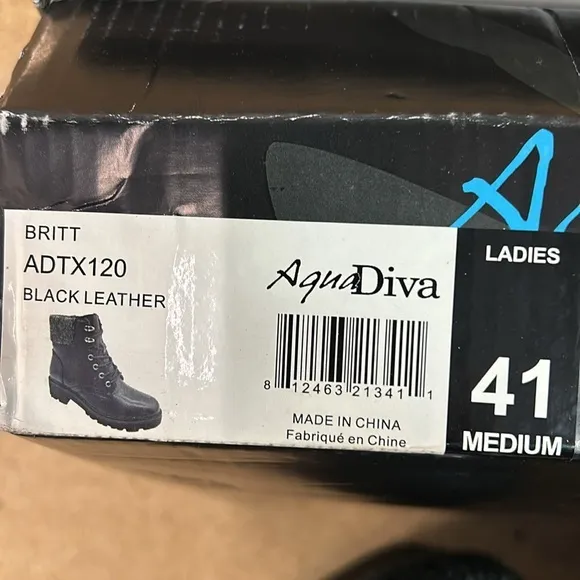 BRITT
ADTX120
BLACK LEATHER
AquaDiva
8 12463 21341 1
MADE IN CHINA
Fabriqué en Chine
LADIES
41
MEDIUM